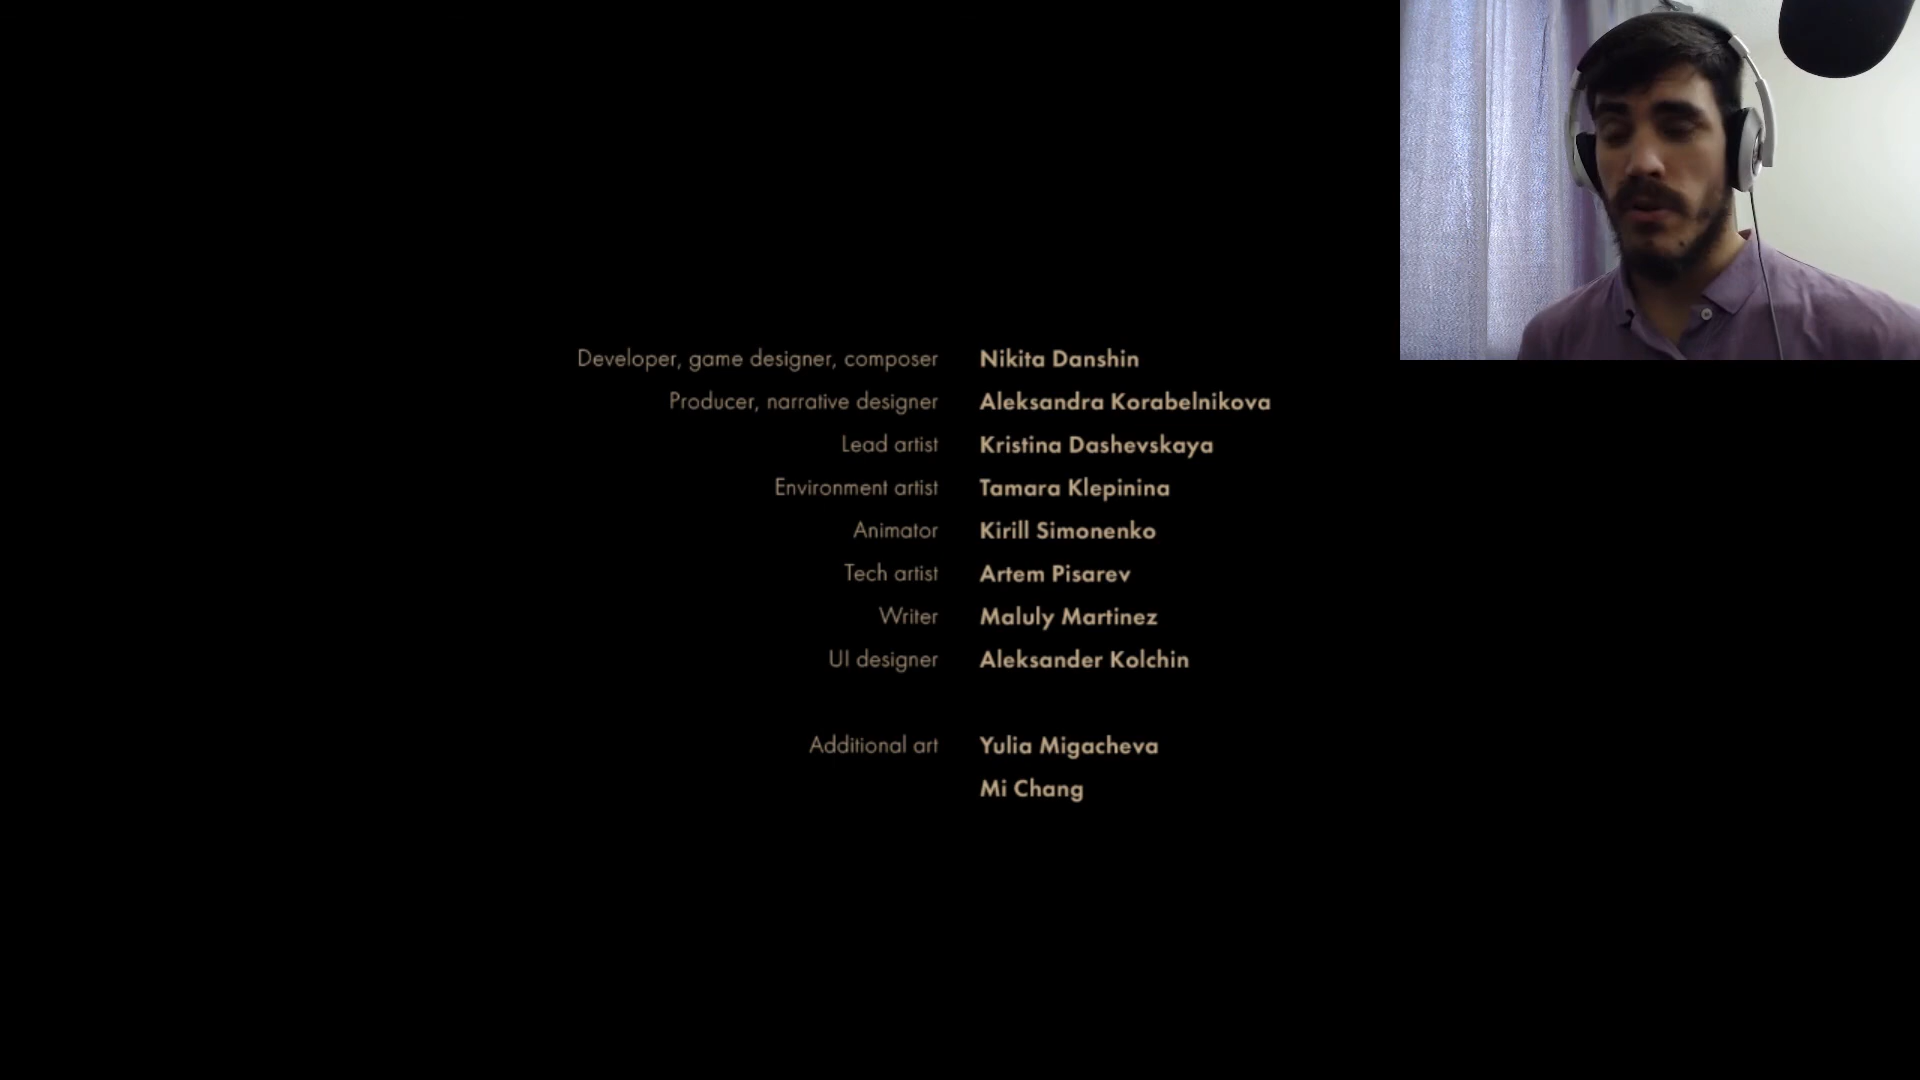 Developer, game designer, composer Nikita Danshin
Producer, narrative designer Aleksandra Korabelnikova
Lead artist Kristina Dashevskaya
Environment artist Tamara Klepinina
Animator Kirill Simonenko
Tech artist Artem Pisarev
Writer Maluly Martinez
UI designer Aleksander Kolchin
Additional art Yulia Migacheva
Mi Chang